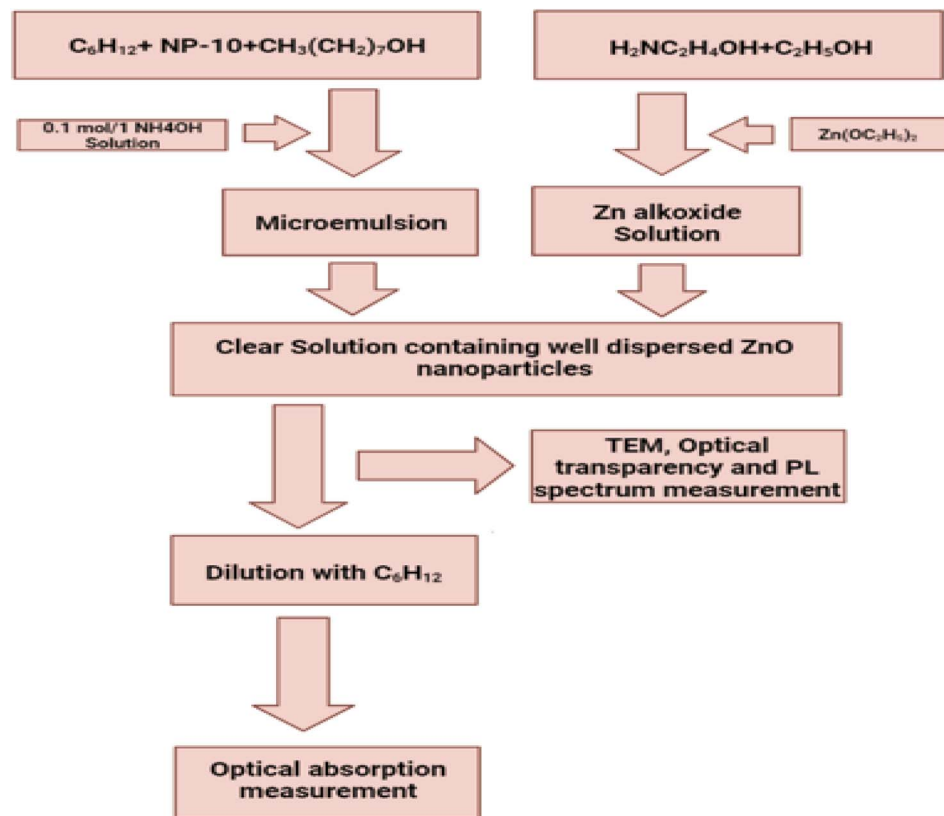 C₆H₁₂+ NP-10+CH₃(CH₂)₇OH
H₂NC₂H₄OH+C₂H₅OH
0.1 mol/1 NH4OH
Solution
Zn(OC₂H₅)₂
Microemulsion
Zn alkoxide
Solution
Clear Solution containing well dispersed ZnO
nanoparticles
TEM, Optical
transparency and PL
spectrum measurement
Dilution with C₆H₁₂
Optical absorption
measurement